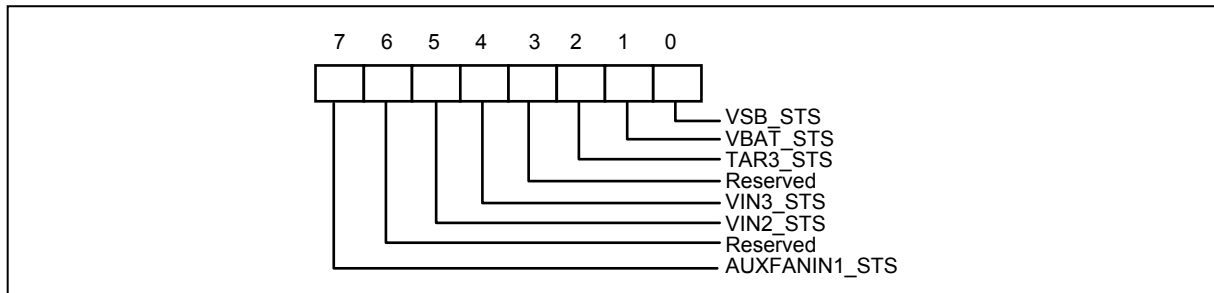 7 6 5 4 3 2 1 0
VSB_STS
VBAT_STS
TAR3_STS
Reserved
VIN3_STS
VIN2_STS
Reserved
AUXFANIN1_STS